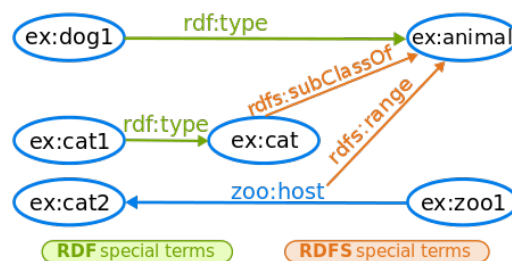 rdf:type
ex:dog1
ex:animal
rdfs:subClassOf
rdfs:range
rdf:type
ex:cat1
ex:cat
zoo:host
ex:cat2
ex:zoo1
RDF special terms
RDFS special terms